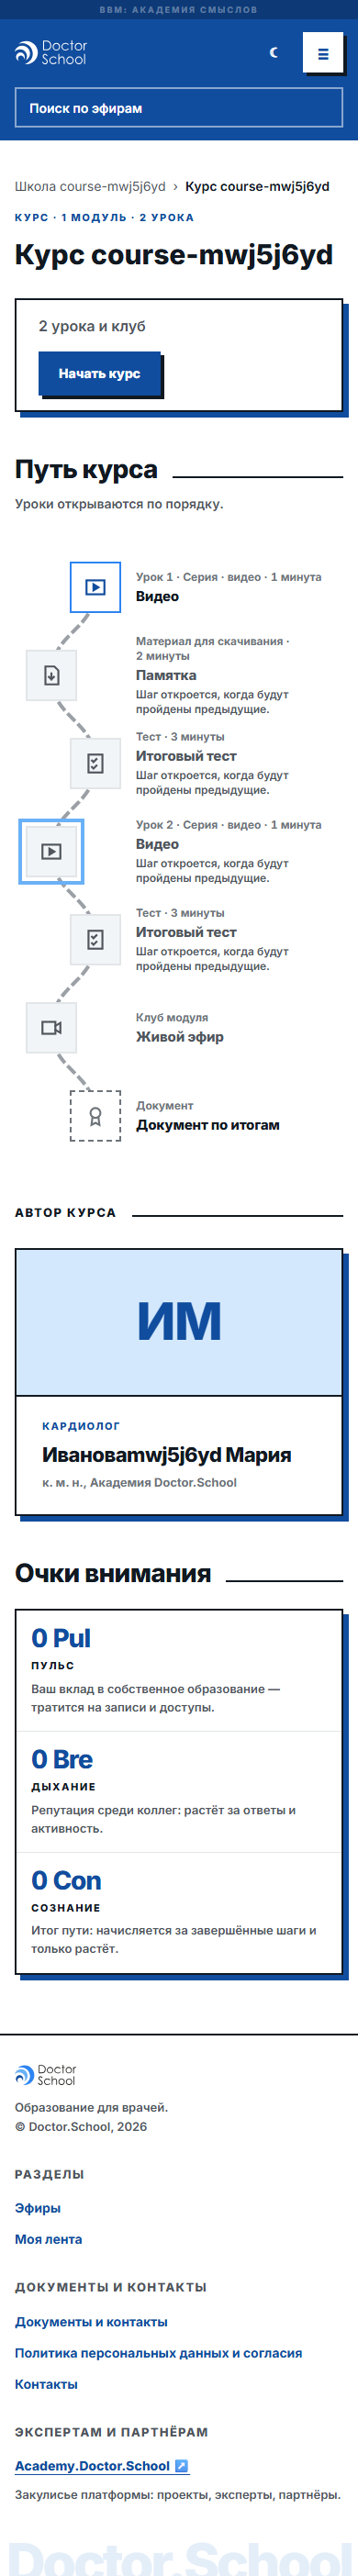 ВВМ: АКАДЕМИЯ СМЫСЛОВ
Doctor
School
Поиск по эфирам
Школа course-mwj5j6yd › Курс course-mwj5j6yd
КУРС · 1 МОДУЛЬ · 2 УРОКА
Курс course-mwj5j6yd
2 урока и клуб
Начать курс
Путь курса
Уроки открываются по порядку.
Урок 1 · Серия · видео · 1 минута
Видео
Материал для скачивания ·
2 минуты
Памятка
Шаг откроется, когда будут
пройдены предыдущие.
Тест · 3 минуты
Итоговый тест
Шаг откроется, когда будут
пройдены предыдущие.
Урок 2 · Серия · видео · 1 минута
Видео
Шаг откроется, когда будут
пройдены предыдущие.
Тест · 3 минуты
Итоговый тест
Шаг откроется, когда будут
пройдены предыдущие.
Клуб модуля
Живой эфир
Документ
Документ по итогам
АВТОР КУРСА
ИМ
КАРДИОЛОГ
Ивановаmwj5j6yd Мария
к. м. н., Академия Doctor.School
Очки внимания
0 Pul
ПУЛЬС
Ваш вклад в собственное образование —
тратится на записи и доступы.
0 Bre
ДЫХАНИЕ
Репутация среди коллег: растёт за ответы и
активность.
0 Con
СОЗНАНИЕ
Итог пути: начисляется за завершённые шаги и
только растёт.
Doctor
School
Образование для врачей.
© Doctor.School, 2026
РАЗДЕЛЫ
Эфиры
Моя лента
ДОКУМЕНТЫ И КОНТАКТЫ
Документы и контакты
Политика персональных данных и согласия
Контакты
ЭКСПЕРТАМ И ПАРТНЁРАМ
Academy.Doctor.School ↗
Закулисье платформы: проекты, эксперты, партнёры.
Doctor.School